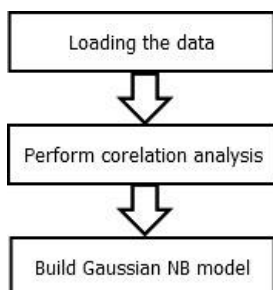 Loading the data
Perform corelation analysis
Build Gaussian NB model